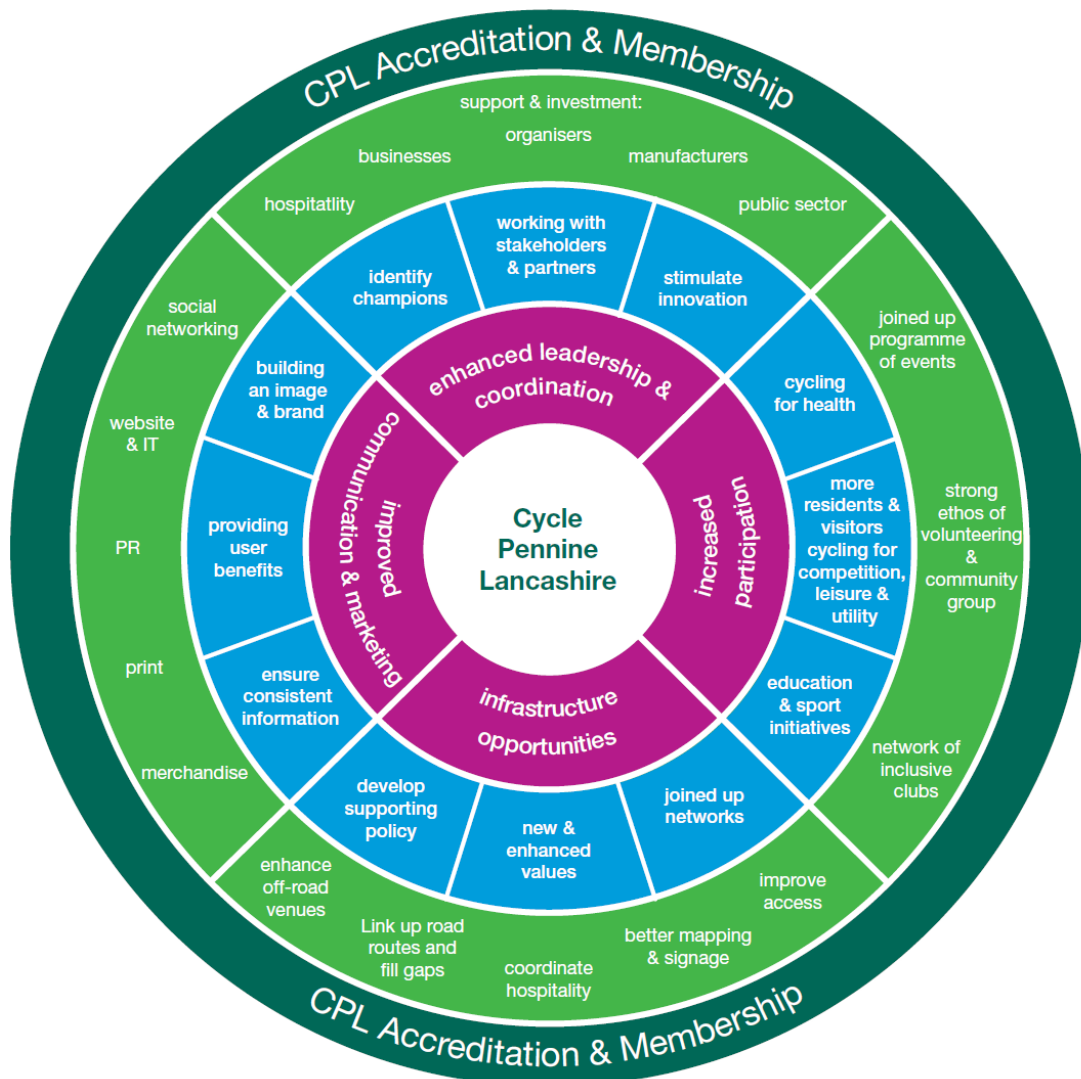 CPL Accreditation & Membership
support & investment:
organisers
businesses
manufacturers
hospitatlity
public sector
working with
stakeholders
& partners
identify
champions
stimulate
innovation
enhanced leadership &
coordination
social
networking
website
& IT
PR
print
merchandise
building
an image
& brand
providing
user
benefits
ensure
consistent
information
improved
communication & marketing
Cycle
Pennine
Lancashire
increased
participation
cycling
for health
more
residents &
visitors
cycling for
competition,
leisure &
utility
education
& sport
initiatives
joined up
programme
of events
strong
ethos of
volunteering
&
community
group
network of
inclusive
clubs
infrastructure
opportunities
develop
supporting
policy
new &
enhanced
values
joined up
networks
enhance
off-road
venues
Link up road
routes and
fill gaps
coordinate
hospitality
better mapping
& signage
improve
access
CPL Accreditation & Membership